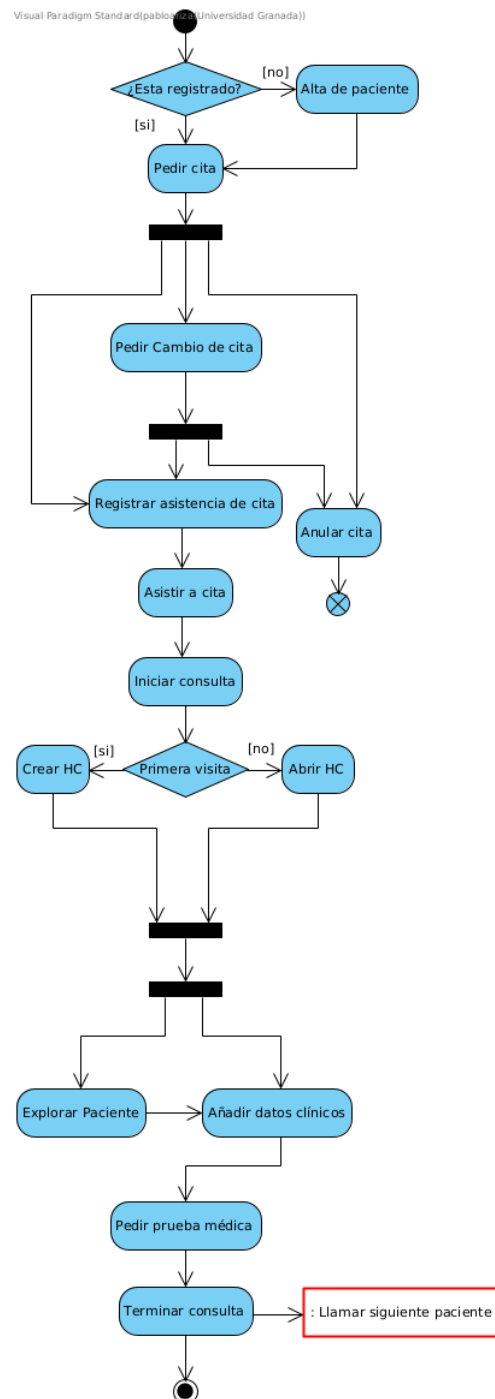 Visual Paradigm Standard(pabloariza(Universidad Granada))
¿Esta registrado?
[no]
Alta de paciente
[si]
Pedir cita
Pedir Cambio de cita
Registrar asistencia de cita
Anular cita
Asistir a cita
Iniciar consulta
[si]
[no]
Crear HC
Primera visita
Abrir HC
Explorar Paciente
Añadir datos clínicos
Pedir prueba médica
Terminar consulta
: Llamar siguiente paciente